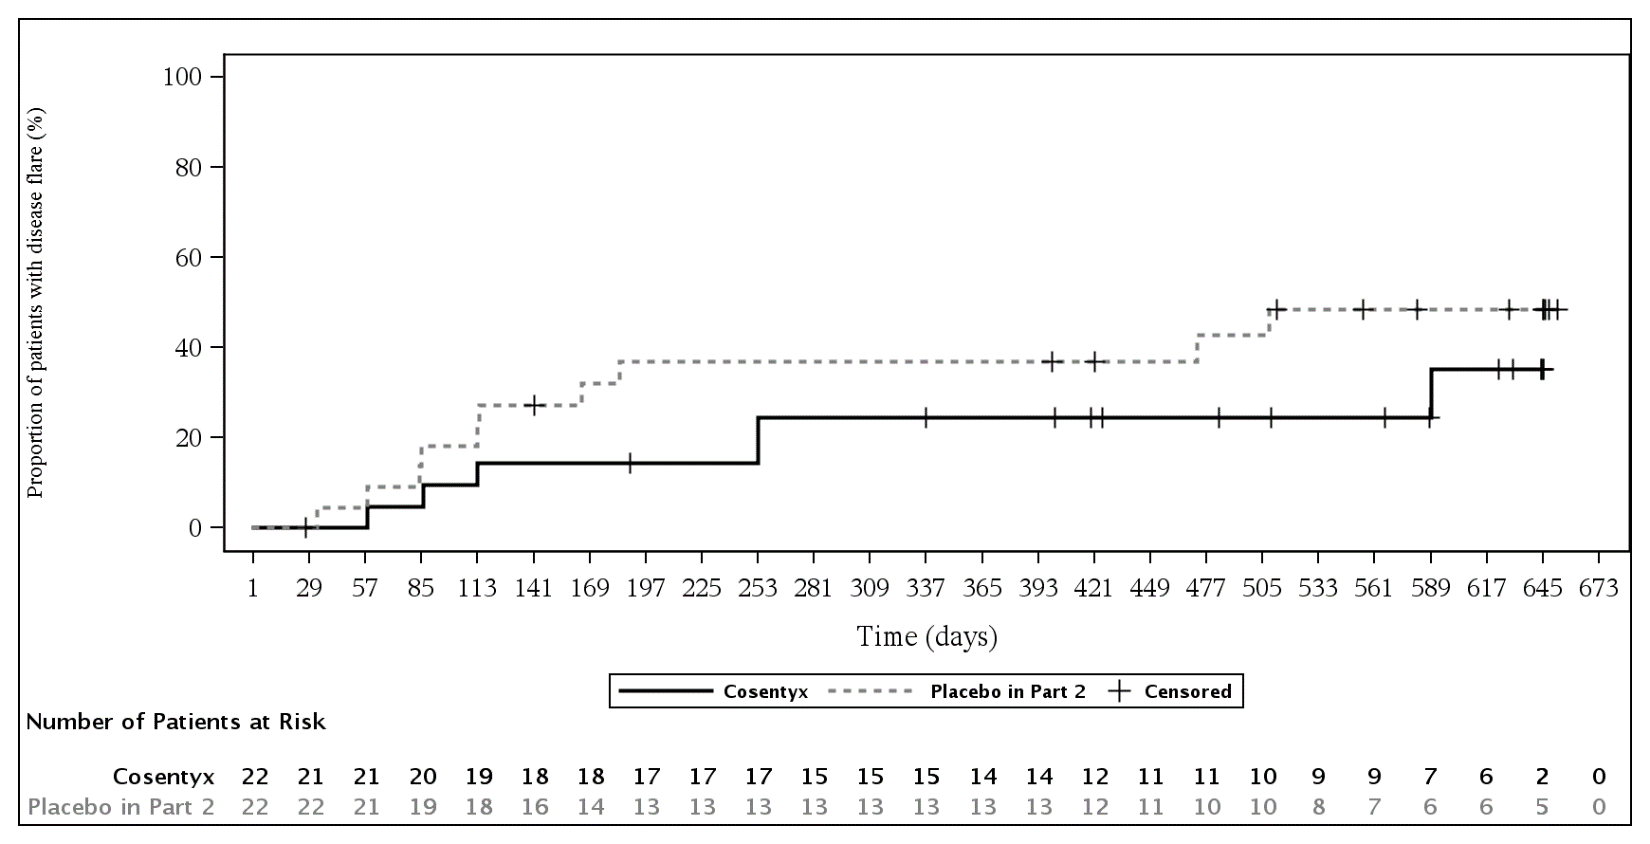 Proportion of patients with disease flare (%)
100
80
60
40
20
0
1 29 57 85 113 141 169 197 225 253 281 309 337 365 393 421 449 477 505 533 561 589 617 645 673
Time (days)
Cosentyx Placebo in Part 2 Censored
Number of Patients at Risk
Cosentyx 22 21 21 20 19 18 18 17 17 17 15 15 15 14 14 12 11 11 10 9 9 7 6 2 0
Placebo in Part 2 22 22 21 19 18 16 14 13 13 13 13 13 13 13 13 12 11 10 10 8 7 6 6 5 0